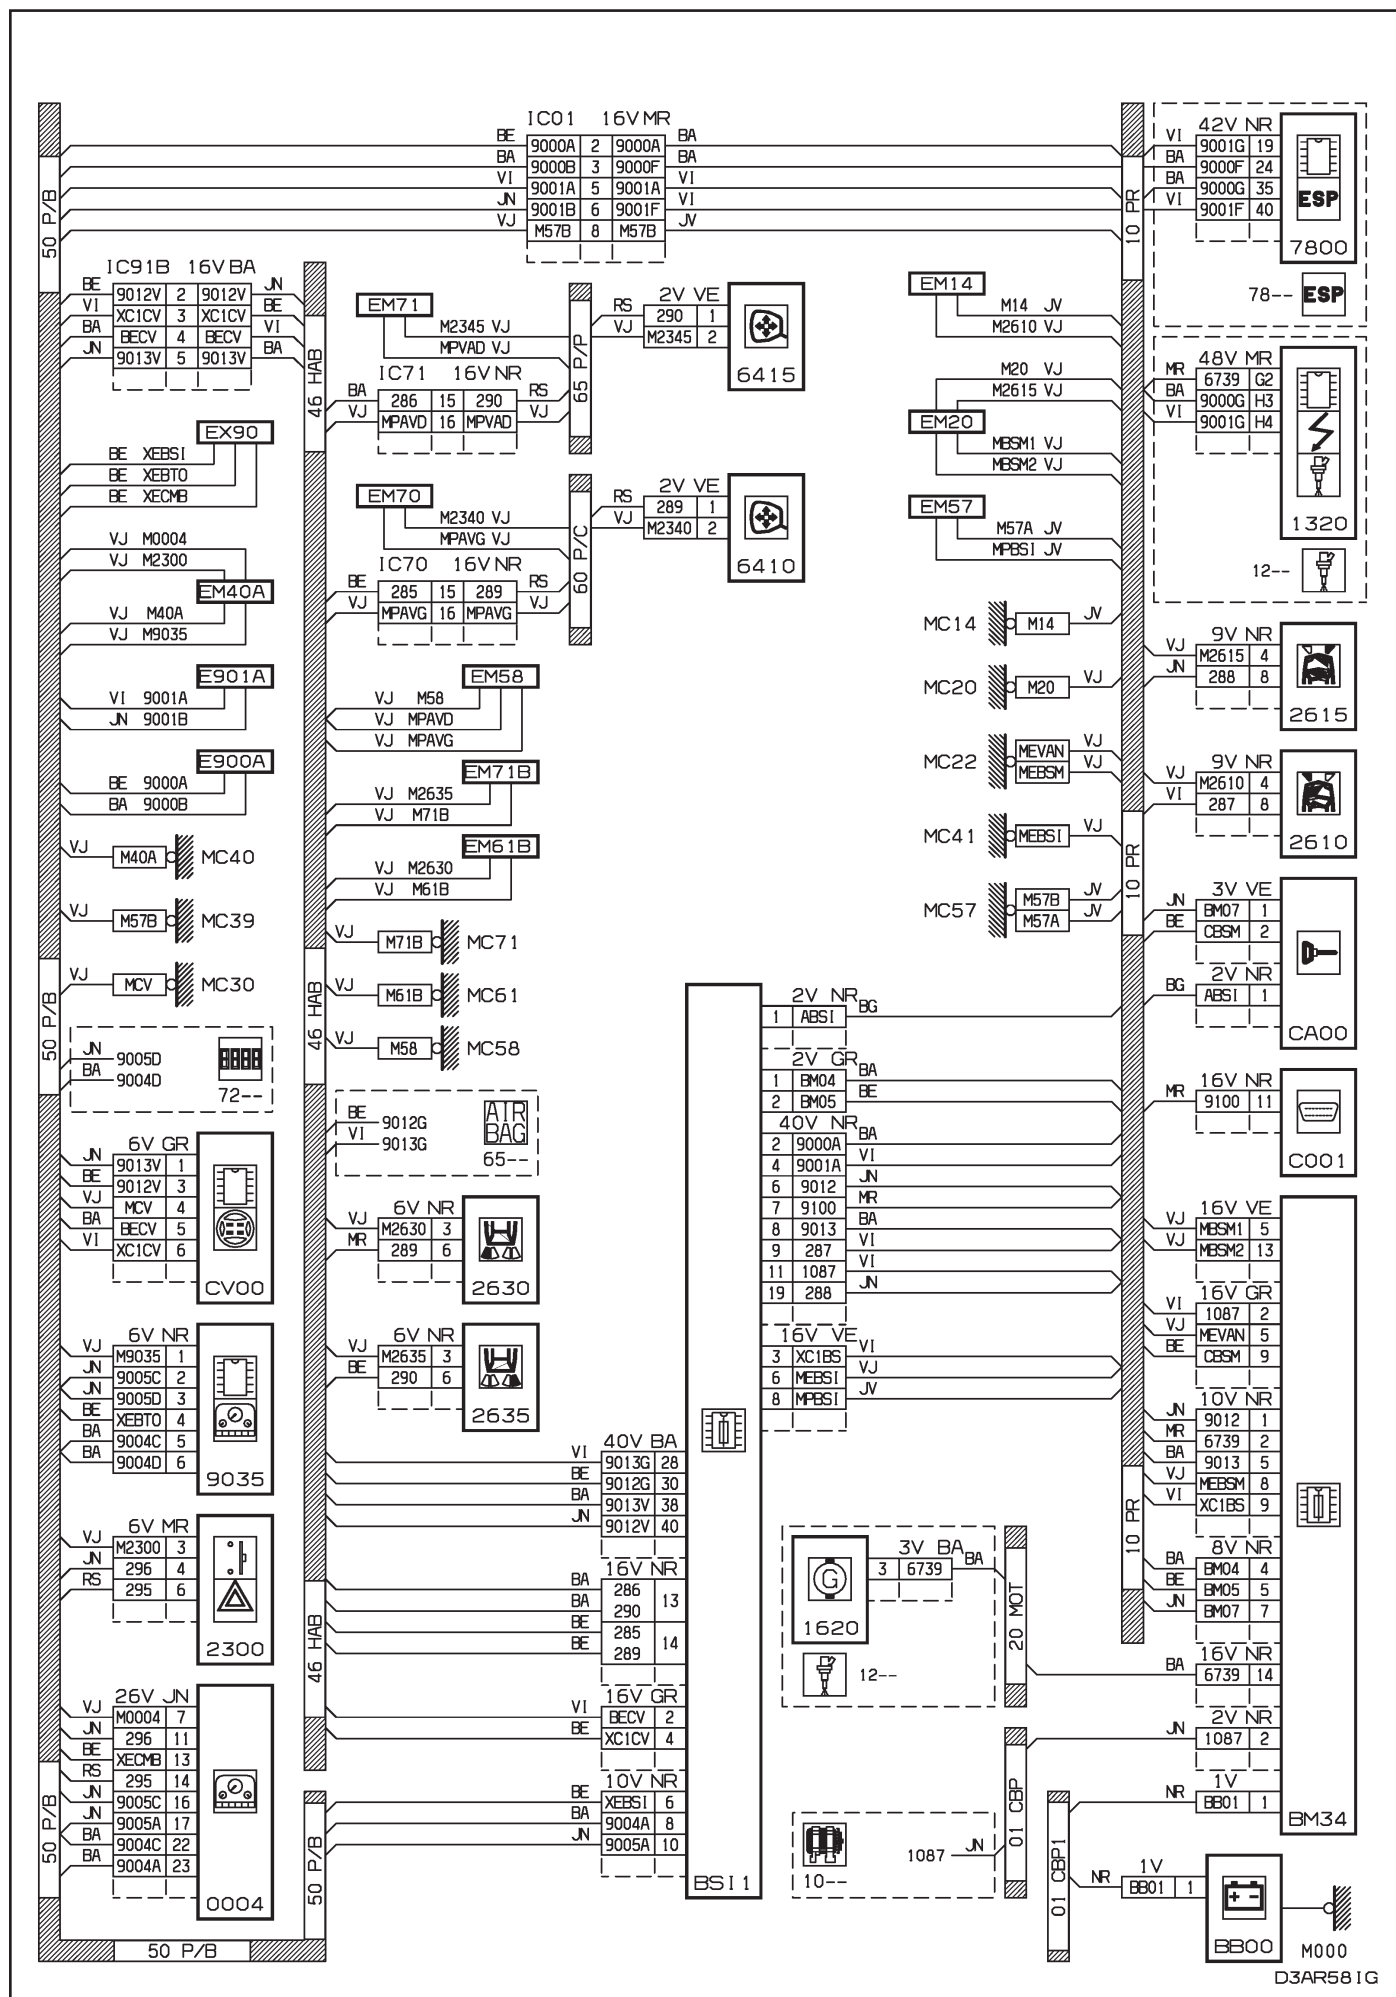 IC01 16V MR
BE 9000A 2 9000A BA
BA 9000B 3 9000F BA
VI 9001A 5 9001A VI
JN 9001B 6 9001F VI
VJ M57B 8 M57B JV
50 P/B
10 PR
42V NR
VI 9001G 19
BA 9000F 24
BA 9000G 35
VI 9001F 40
ESP
7800
78-- ESP
IC91B 16V BA
BE 9012V 2 9012V JN
VI XC1CV 3 XC1CV BE
BA BECV 4 BECV VI
JN 9013V 5 9013V BA
46 HAB
EM71
M2345 VJ
MPVAD VJ
IC71 16V NR
BA 286 15 290 RS
VJ MPAVD 16 MPVAD VJ
65 P/P
2V VE
RS 290 1
VJ M2345 2
6415
EM14
M14 JV
M2610 VJ
M20 VJ
M2615 VJ
EM20
MBSM1 VJ
MBSM2 VJ
EM57
M57A JV
MPBSI JV
48V MR
MR 6739 G2
BA 9000G H3
VI 9001G H4
1320
12--
EX90
BE XEBSI
BE XEBTO
BE XECMB
VJ M0004
VJ M2300
EM40A
VJ M40A
VJ M9035
E901A
VI 9001A
JN 9001B
E900A
BE 9000A
BA 9000B
VJ M40A MC40
VJ M57B MC39
VJ MCV MC30
50 P/B
JN 9005D
BA 9004D
72--
EM70
M2340 VJ
MPAVG VJ
IC70 16V NR
BE 285 15 289 RS
VJ MPAVG 16 MPAVG VJ
60 P/C
2V VE
RS 289 1
VJ M2340 2
6410
EM58
VJ M58
VJ MPAVD
VJ MPAVG
EM71B
VJ M2635
VJ M71B
EM61B
VJ M2630
VJ M61B
VJ M71B MC71
VJ M61B MC61
VJ M58 MC58
46 HAB
BE 9012G
VI 9013G
AIR
BAG
65--
MC14 M14 JV
MC20 M20 VJ
MC22 MEVAN VJ
MEBSM VJ
MC41 MEBSI VJ
MC57 M57B JV
M57A JV
10 PR
9V NR
VJ M2615 4
JN 288 8
2615
9V NR
VJ M2610 4
VI 287 8
2610
3V VE
JN BM07 1
BE CBSM 2
2V NR
BG ABSI 1
CA00
16V NR
MR 9100 11
C001
6V GR
JN 9013V 1
BE 9012V 3
VJ MCV 4
BA BECV 5
VI XC1CV 6
CV00
6V NR
VJ M9035 1
JN 9005C 2
JN 9005D 3
BE XEBTO 4
BA 9004C 5
BA 9004D 6
9035
6V MR
VJ M2300 3
JN 296 4
RS 295 6
2300
26V JN
VJ M0004 7
JN 296 11
BE XECMB 13
RS 295 14
JN 9005C 16
JN 9005A 17
BA 9004C 22
BA 9004A 23
0004
50 P/B
50 P/B
6V NR
VJ M2630 3
MR 289 6
2630
6V NR
VJ M2635 3
BE 290 6
2635
40V BA
VI 9013G 28
BE 9012G 30
BA 9013V 38
JN 9012V 40
16V NR
BA 286 13
BA 290
BE 285 14
BE 289
46 HAB
16V GR
VI BECV 2
BE XC1CV 4
10V NR
BE XEBSI 6
BA 9004A 8
JN 9005A 10
50 P/B
BSI1
2V NR
1 ABSI BG
2V GR
1 BM04 BA
2 BM05 BE
40V NR
2 9000A BA
4 9001A VI
6 9012 JN
7 9100 MR
8 9013 BA
9 287 VI
11 1087 VI
19 288 JN
16V VE
3 XC1BS VI
6 MEBSI VJ
8 MPBSI JV
16V VE
VJ MBSM1 5
VJ MBSM2 13
16V GR
VI 1087 2
VJ MEVAN 5
BE CBSM 9
10V NR
JN 9012 1
MR 6739 2
BA 9013 5
VJ MEBSM 8
VI XC1BS 9
10 PR
8V NR
BA BM04 4
BE BM05 5
JN BM07 7
16V NR
BA 6739 14
2V NR
JN 1087 2
1V
NR BB01 1
BM34
3V BA
3 6739 BA
G
1620
12--
20 MOT
01 CBP
1087 JN
10--
01 CBP1
1V
NR BB01 1
+ -
BB00
M000
D3AR58IG